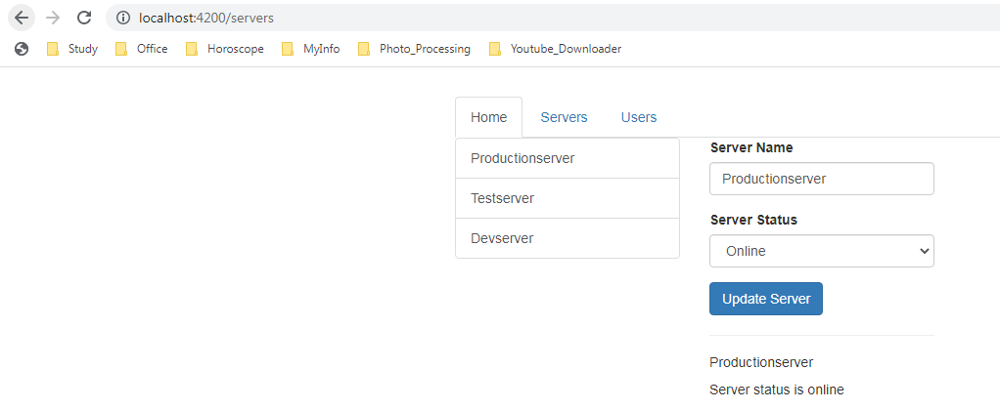 localhost:4200/servers
Study Office Horoscope MyInfo Photo_Processing Youtube_Downloader
Home Servers Users
Productionserver
Testserver
Devserver
Server Name
Productionserver
Server Status
Online
Update Server
Productionserver
Server status is online